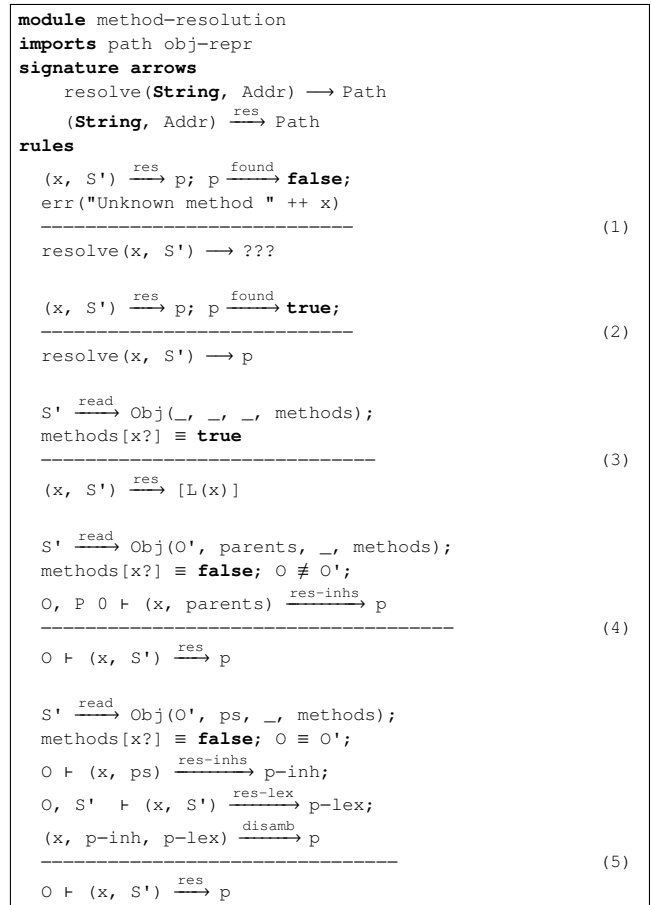 module method−resolution
imports path obj−repr
signature arrows
resolve(String, Addr) ⟶ Path
(String, Addr) —res→ Path
rules
(x, S') —res→ p; p —found→ false;
err("Unknown method " ++ x)
−−−−−−−−−−−−−−−−−−−−−−−−−−−− (1)
resolve(x, S') ⟶ ???
(x, S') —res→ p; p —found→ true;
−−−−−−−−−−−−−−−−−−−−−−−−−−−− (2)
resolve(x, S') ⟶ p
S' —read→ Obj(_, _, _, methods);
methods[x?] ≡ true
−−−−−−−−−−−−−−−−−−−−−−−−−−−−−− (3)
(x, S') —res→ [L(x)]
S' —read→ Obj(O', parents, _, methods);
methods[x?] ≡ false; O ≢ O';
O, P 0 ⊢ (x, parents) —res−inhs→ p
−−−−−−−−−−−−−−−−−−−−−−−−−−−−−−−−−−−−− (4)
O ⊢ (x, S') —res→ p
S' —read→ Obj(O', ps, _, methods);
methods[x?] ≡ false; O ≡ O';
O ⊢ (x, ps) —res−inhs→ p−inh;
O, S' ⊢ (x, S') —res−lex→ p−lex;
(x, p−inh, p−lex) —disamb→ p
−−−−−−−−−−−−−−−−−−−−−−−−−−−−−−−− (5)
O ⊢ (x, S') —res→ p